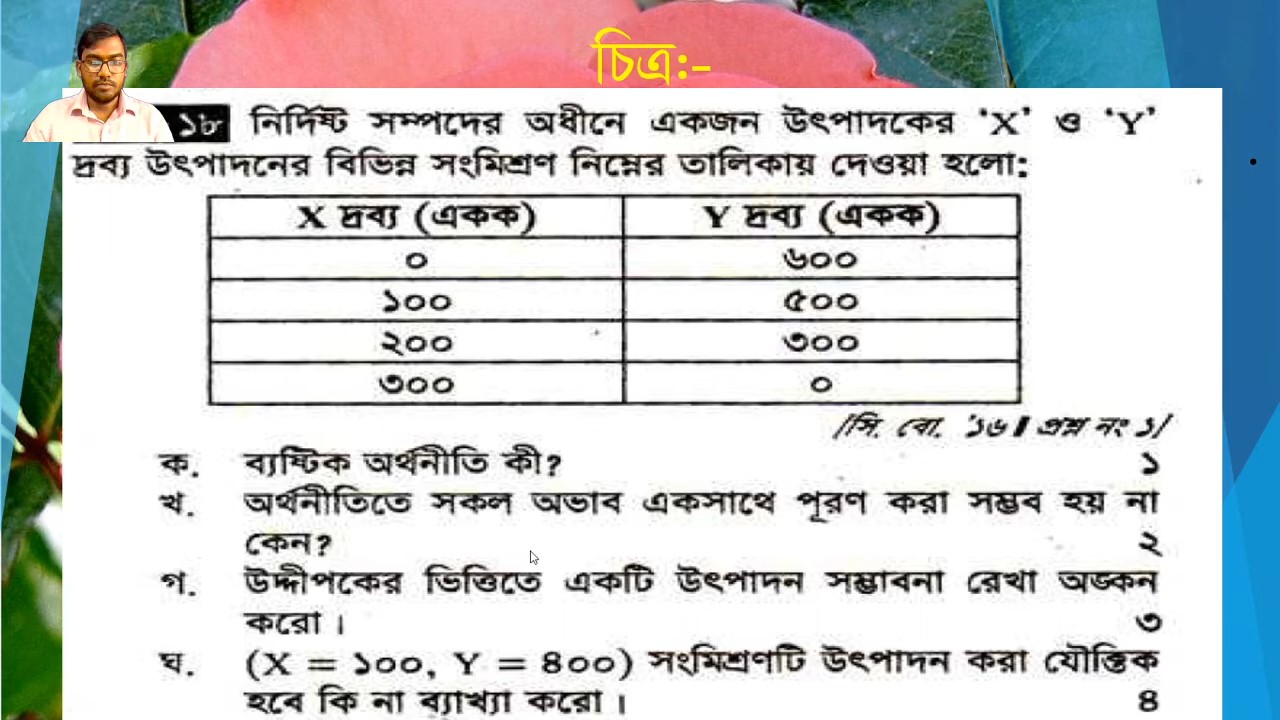 চিত্র:-
১৮ নির্দিষ্ট সম্পদের অধীনে একজন উৎপাদকের 'X' ও 'Y'
দ্রব্য উৎপাদনের বিভিন্ন সংমিশ্রণ নিম্নের তালিকায় দেওয়া হলো:
X দ্রব্য (একক) Y দ্রব্য (একক)
০ ৬০০
১০০ ৫০০
২০০ ৩০০
৩০০ ০
/সি. বো. '১৬ ॥ প্রশ্ন নং ১/
ক. ব্যষ্টিক অর্থনীতি কী? ১
খ. অর্থনীতিতে সকল অভাব একসাথে পূরণ করা সম্ভব হয় না
কেন? ২
গ. উদ্দীপকের ভিত্তিতে একটি উৎপাদন সম্ভাবনা রেখা অঙ্কন
করো। ৩
ঘ. (X = ১০০, Y = ৪০০) সংমিশ্রণটি উৎপাদন করা যৌক্তিক
হবে কি না ব্যাখ্যা করো। ৪